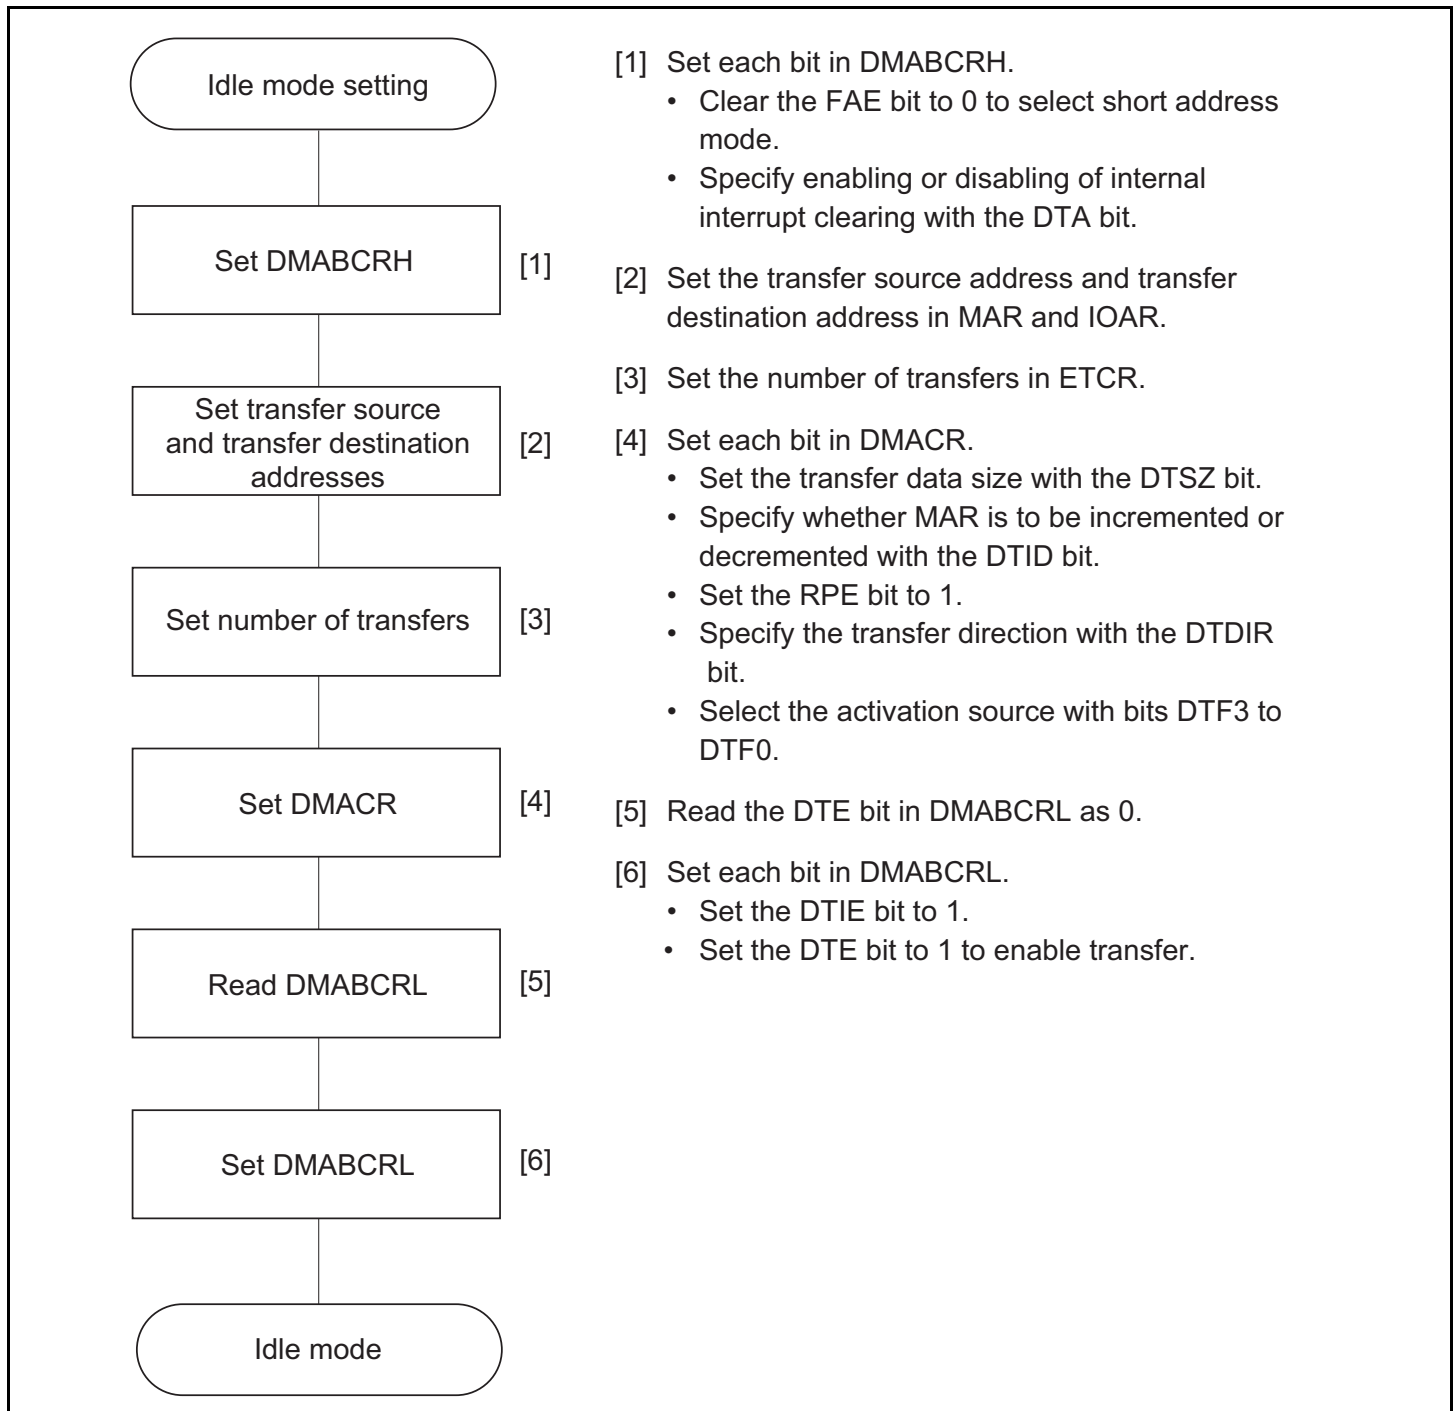 Idle mode setting
Set DMABCRH
[1]
Set transfer source
and transfer destination
addresses
[2]
Set number of transfers
[3]
Set DMACR
[4]
Read DMABCRL
[5]
Set DMABCRL
[6]
Idle mode
[1] Set each bit in DMABCRH.
• Clear the FAE bit to 0 to select short address
mode.
• Specify enabling or disabling of internal
interrupt clearing with the DTA bit.
[2] Set the transfer source address and transfer
destination address in MAR and IOAR.
[3] Set the number of transfers in ETCR.
[4] Set each bit in DMACR.
• Set the transfer data size with the DTSZ bit.
• Specify whether MAR is to be incremented or
decremented with the DTID bit.
• Set the RPE bit to 1.
• Specify the transfer direction with the DTDIR
bit.
• Select the activation source with bits DTF3 to
DTF0.
[5] Read the DTE bit in DMABCRL as 0.
[6] Set each bit in DMABCRL.
• Set the DTIE bit to 1.
• Set the DTE bit to 1 to enable transfer.